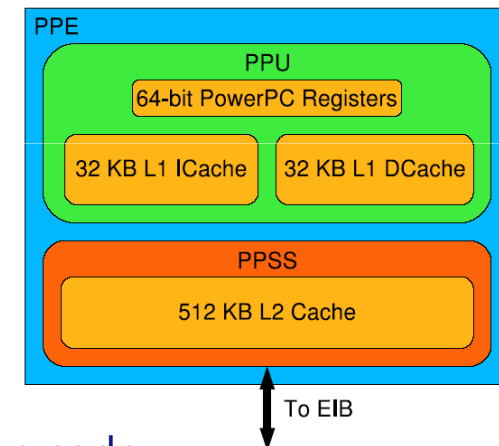 PPE
PPU
64-bit PowerPC Registers
32 KB L1 ICache 32 KB L1 DCache
PPSS
512 KB L2 Cache
To EIB